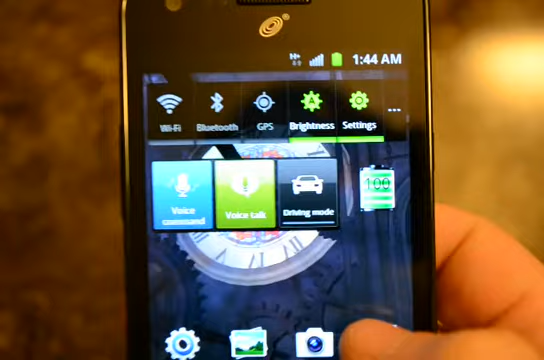 1:44 AM
Wi-Fi Bluetooth GPS Brightness Settings
Voice command
Voice talk
Driving mode
100